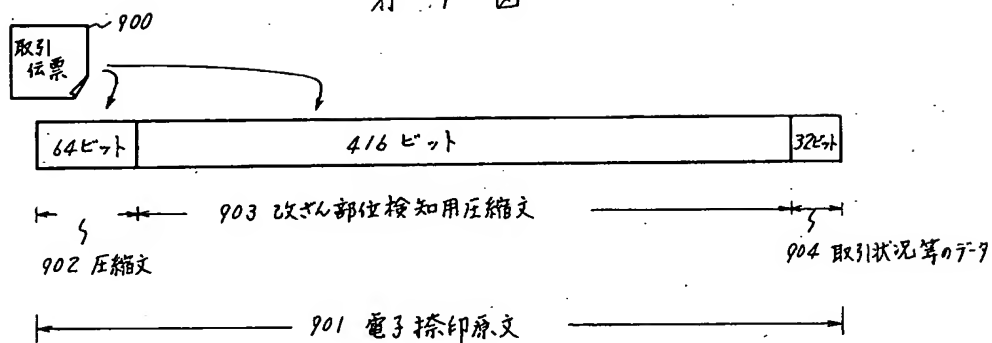 900
取引
伝票
64ビット
416 ビット
32ビット
903 改ざん部位検知用圧縮文
902 圧縮文
904 取引状況等のデータ
901 電子捺印原文